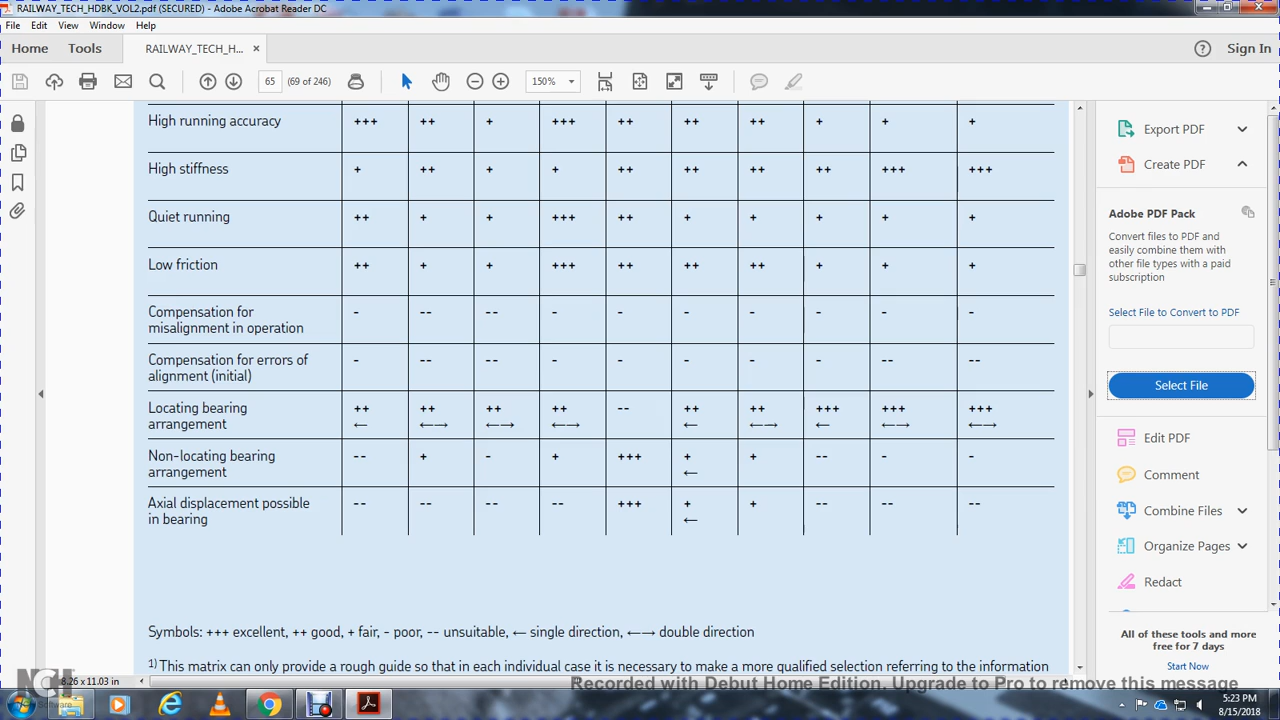 RAILWAY_TECH_HDBK_VOL2.pdf (SECURED) - Adobe Acrobat Reader DC
File Edit View Window Help
Home Tools RAILWAY_TECH_H... × Sign In
65 (69 of 246) 150%
High running accuracy +++ ++ + +++ ++ ++ ++ + + +
High stiffness + ++ + + ++ ++ ++ ++ +++ +++
Quiet running ++ + + +++ ++ + + + + +
Low friction ++ + + +++ ++ ++ ++ + + +
Compensation for
misalignment in operation - -- -- - - - - - - -
Compensation for errors of
alignment (initial) - -- -- - - - - - -- --
Locating bearing ++ ++ ++ ++ -- ++ ++ +++ +++ +++
arrangement ← ←→ ←→ ←→ ← ←→ ← ←→ ←→
Non-locating bearing -- + - + +++ + + -- - -
arrangement ←
Axial displacement possible -- -- -- -- +++ + + -- -- --
in bearing ←
Symbols: +++ excellent, ++ good, + fair, - poor, -- unsuitable, ← single direction, ←→ double direction
1) This matrix can only provide a rough guide so that in each individual case it is necessary to make a more qualified selection referring to the information
8.26 x 11.03 in
Export PDF
Create PDF
Adobe PDF Pack
Convert files to PDF and
easily combine them with
other file types with a paid
subscription
Select File to Convert to PDF
Select File
Edit PDF
Comment
Combine Files
Organize Pages
Redact
All of these tools and more
free for 7 days
Start Now
NCH
Software
Recorded with Debut Home Edition. Upgrade to Pro to remove this message
5:23 PM
8/15/2018